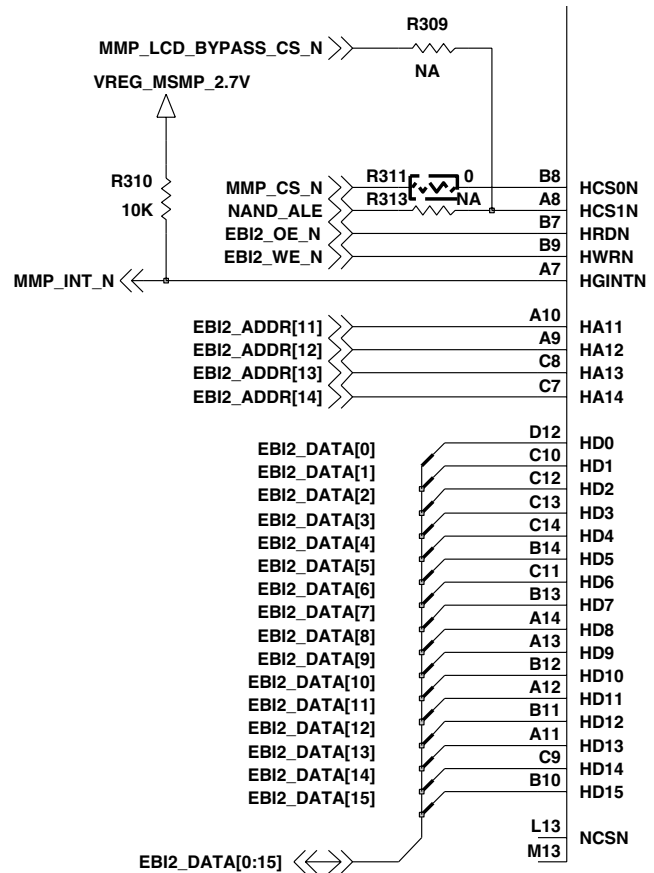 R309
MMP_LCD_BYPASS_CS_N
NA
VREG_MSMP_2.7V
R310
10K
R311 0 B8
MMP_CS_N HCS0N
R313 NA A8
NAND_ALE HCS1N
B7
EBI2_OE_N HRDN
B9
EBI2_WE_N HWRN
A7
MMP_INT_N HGINTN
A10
EBI2_ADDR[11] HA11
A9
EBI2_ADDR[12] HA12
C8
EBI2_ADDR[13] HA13
C7
EBI2_ADDR[14] HA14
D12
EBI2_DATA[0] HD0
C10
EBI2_DATA[1] HD1
C12
EBI2_DATA[2] HD2
C13
EBI2_DATA[3] HD3
C14
EBI2_DATA[4] HD4
B14
EBI2_DATA[5] HD5
C11
EBI2_DATA[6] HD6
B13
EBI2_DATA[7] HD7
A14
EBI2_DATA[8] HD8
A13
EBI2_DATA[9] HD9
B12
EBI2_DATA[10] HD10
A12
EBI2_DATA[11] HD11
B11
EBI2_DATA[12] HD12
A11
EBI2_DATA[13] HD13
C9
EBI2_DATA[14] HD14
B10
EBI2_DATA[15] HD15
L13
NCSN
M13
EBI2_DATA[0:15]